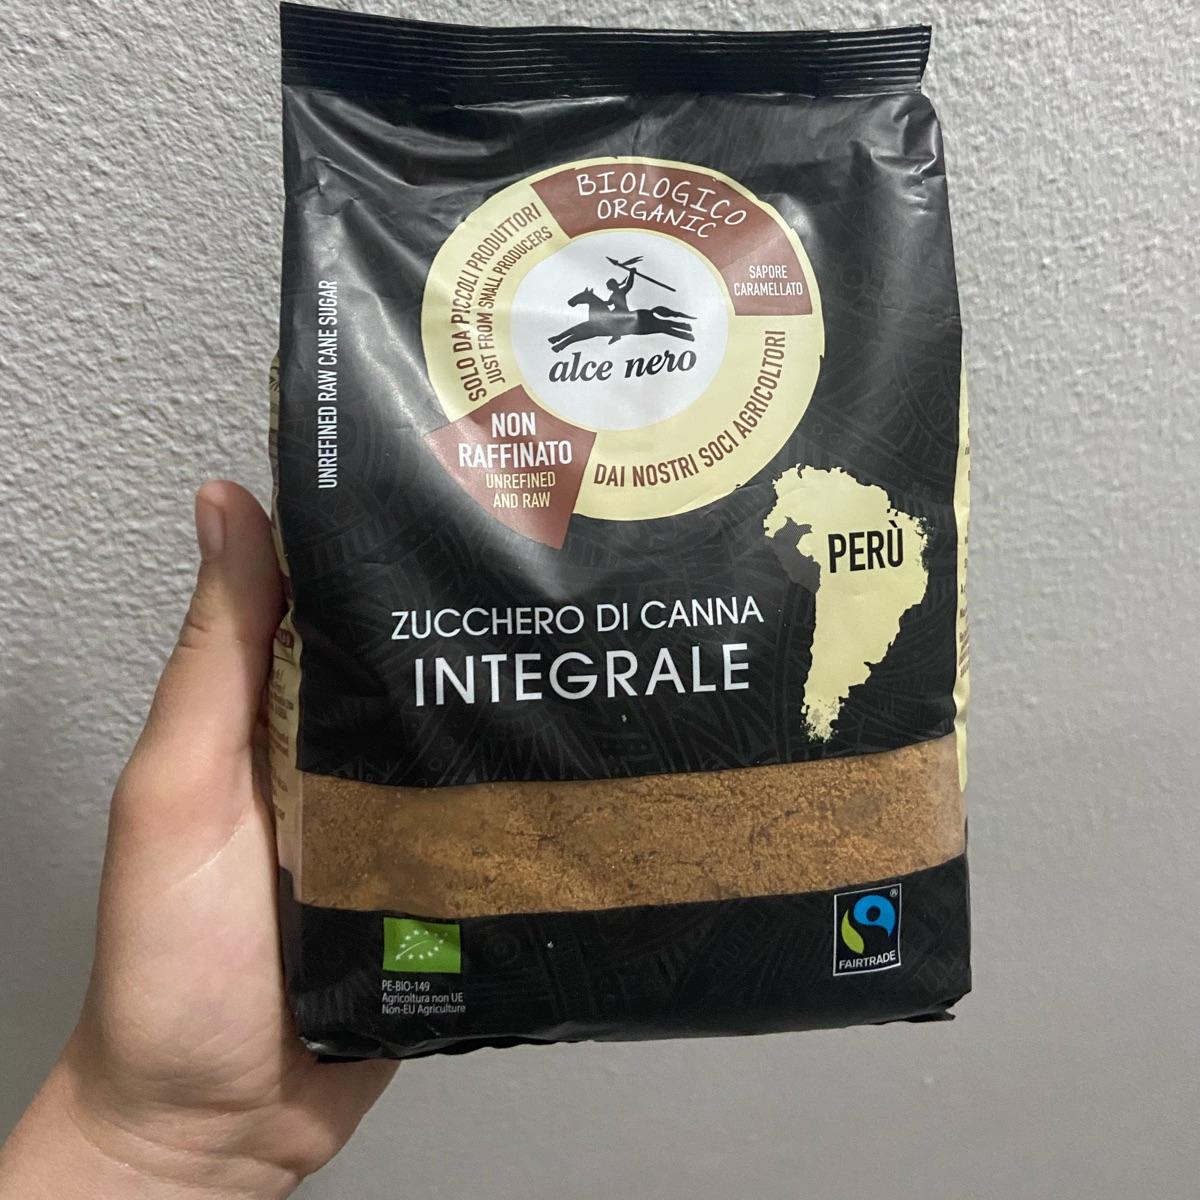 BIOLOGICO
ORGANIC
SAPORE
CARAMELLATO
SOLO DA PICCOLI PRODUTTORI
JUST FROM SMALL PRODUCERS
alce nero
NON
RAFFINATO
UNREFINED
AND RAW
DAI NOSTRI SOCI AGRICOLTORI
UNREFINED RAW CANE SUGAR
PERÙ
ZUCCHERO DI CANNA
INTEGRALE
PE-BIO-149
Agricoltura non UE
Non-EU Agriculture
FAIRTRADE
®